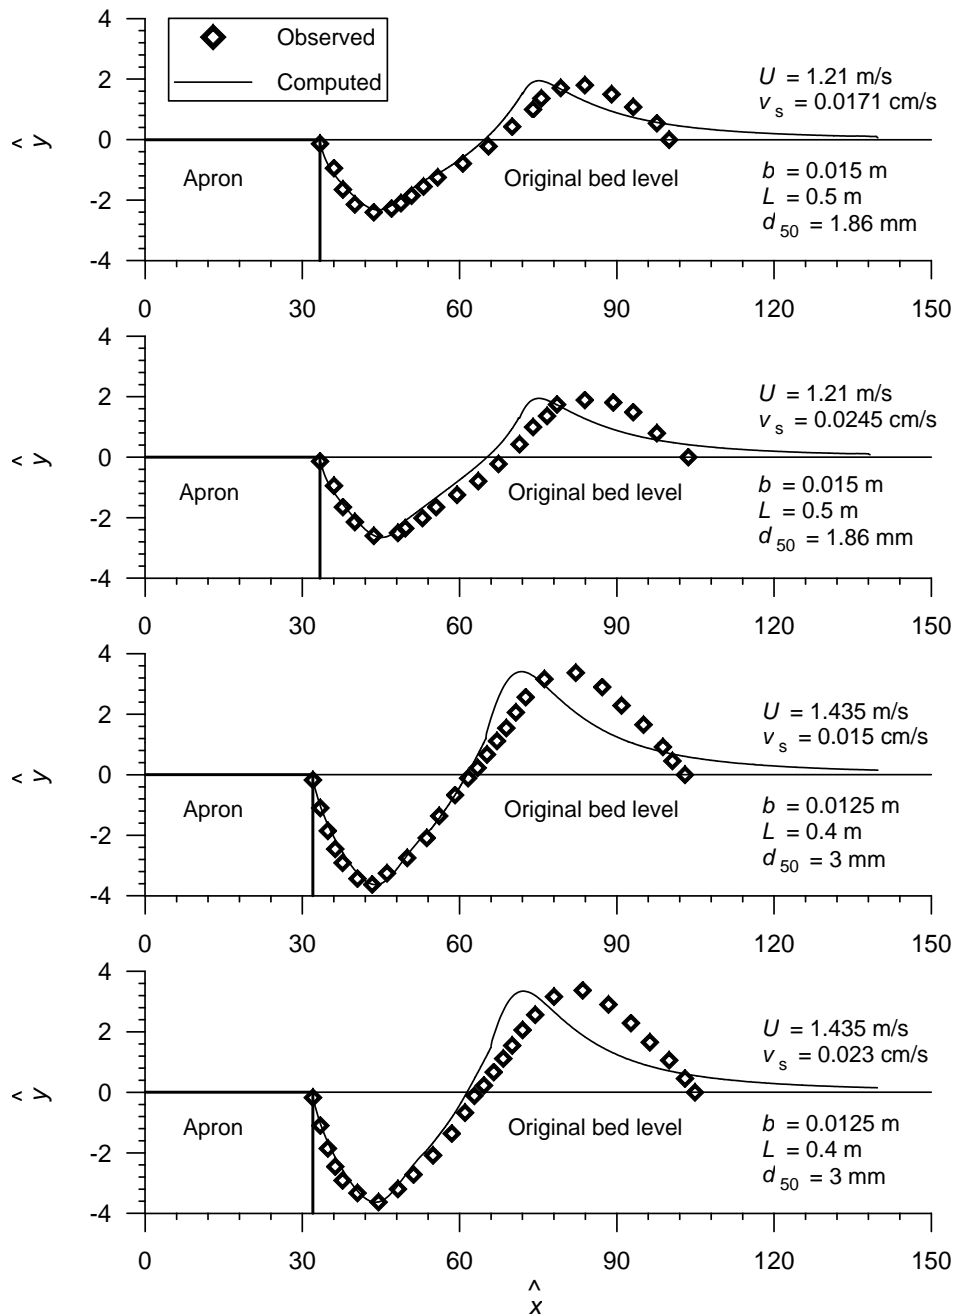 4
Observed
2
Computed
U = 1.21 m/s
v s = 0.0171 cm/s
ŷ
0
Apron
Original bed level
b = 0.015 m
L = 0.5 m
d 50 = 1.86 mm
-2
-4
0 30 60 90 120 150
4
2
U = 1.21 m/s
v s = 0.0245 cm/s
ŷ
0
Apron
Original bed level
b = 0.015 m
L = 0.5 m
d 50 = 1.86 mm
-2
-4
0 30 60 90 120 150
4
2
U = 1.435 m/s
v s = 0.015 cm/s
ŷ
0
Apron
Original bed level
b = 0.0125 m
L = 0.4 m
d 50 = 3 mm
-2
-4
0 30 60 90 120 150
4
2
U = 1.435 m/s
v s = 0.023 cm/s
ŷ
0
Apron
Original bed level
b = 0.0125 m
L = 0.4 m
d 50 = 3 mm
-2
-4
0 30 60 90 120 150
x̂